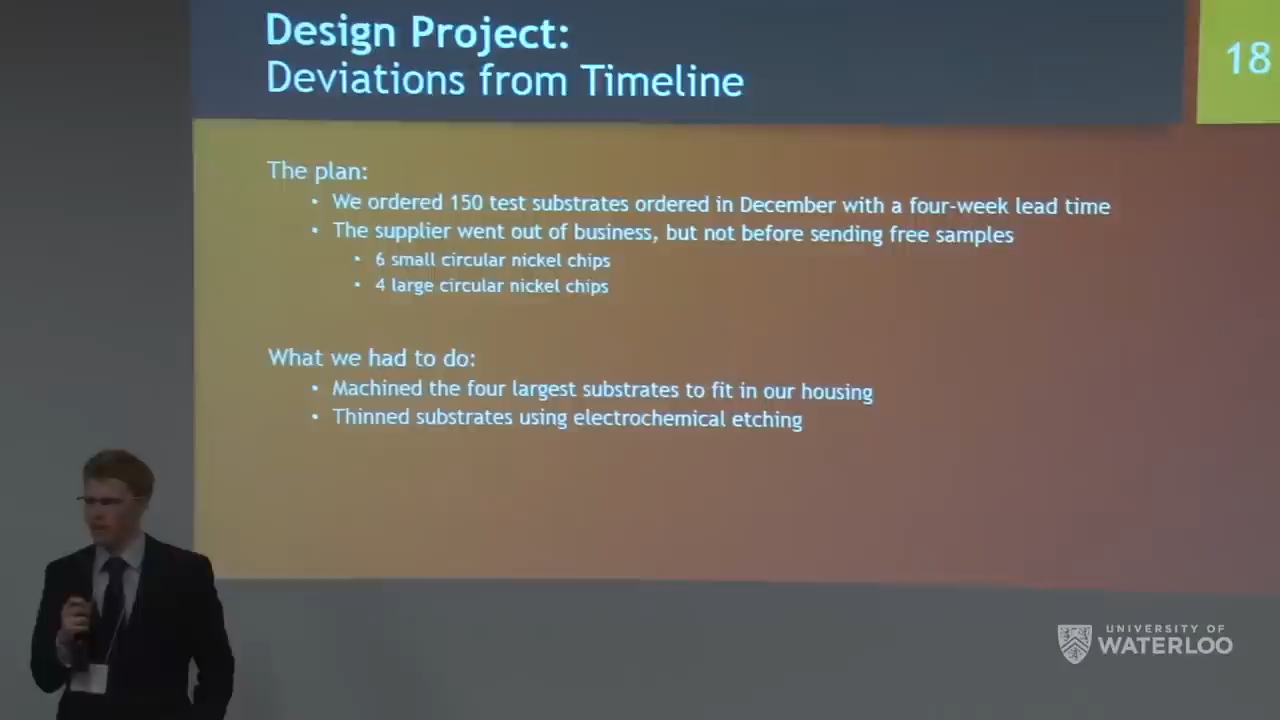 Design Project:
Deviations from Timeline
18
The plan:
• We ordered 150 test substrates ordered in December with a four-week lead time
• The supplier went out of business, but not before sending free samples
• 6 small circular nickel chips
• 4 large circular nickel chips
What we had to do:
• Machined the four largest substrates to fit in our housing
• Thinned substrates using electrochemical etching
UNIVERSITY OF
WATERLOO